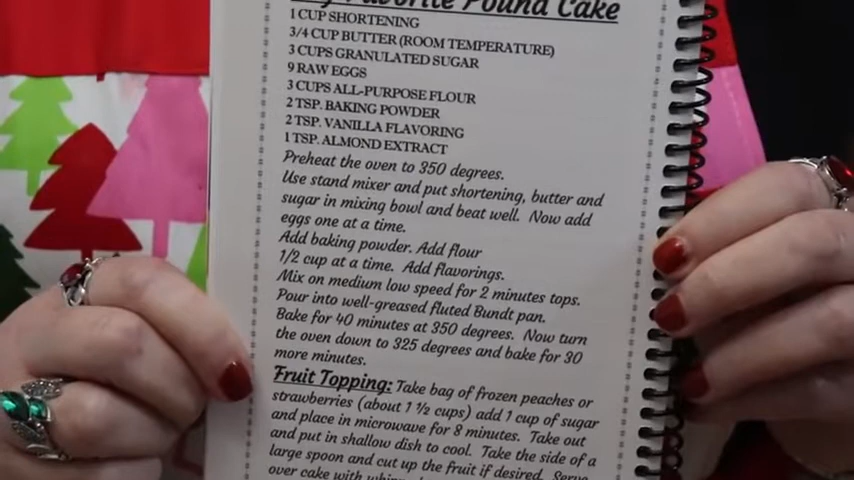 Favorite Pound Cake
1 CUP SHORTENING
3/4 CUP BUTTER (ROOM TEMPERATURE)
3 CUPS GRANULATED SUGAR
9 RAW EGGS
3 CUPS ALL-PURPOSE FLOUR
2 TSP. BAKING POWDER
2 TSP. VANILLA FLAVORING
1 TSP. ALMOND EXTRACT
Preheat the oven to 350 degrees.
Use stand mixer and put shortening, butter and
sugar in mixing bowl and beat well. Now add
eggs one at a time.
Add baking powder. Add flour
1/2 cup at a time. Add flavorings.
Mix on medium low speed for 2 minutes tops.
Pour into well-greased fluted Bundt pan.
Bake for 40 minutes at 350 degrees. Now turn
the oven down to 325 degrees and bake for 30
more minutes.
Fruit Topping: Take bag of frozen peaches or
strawberries (about 1 ½ cups) add 1 cup of sugar
and place in microwave for 8 minutes. Take out
and put in shallow dish to cool. Take the side of a
large spoon and cut up the fruit if desired. Serve
over cake with